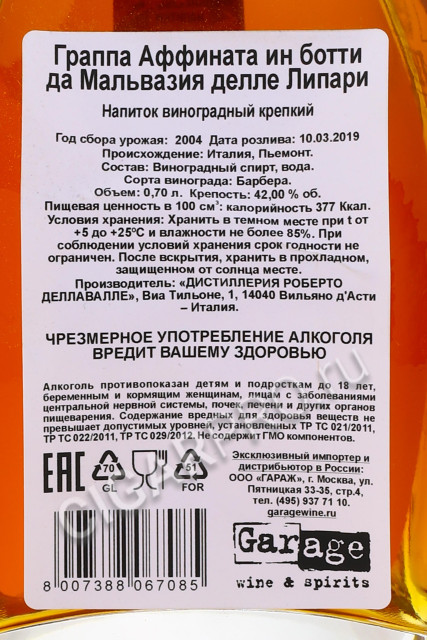 Граппа Аффината ин ботти
да Мальвазия делле Липари
Напиток виноградный крепкий
Год сбора урожая: 2004 Дата розлива: 10.03.2019
Происхождение: Италия, Пьемонт.
Состав: Виноградный спирт, вода.
Сорта винограда: Барбера.
Объем: 0,70 л. Крепость: 42,00 % об.
Пищевая ценность в 100 см³: калорийность 377 Ккал.
Условия хранения: Хранить в темном месте при t от
+5 до +25ºС и влажности не более 85%. При
соблюдении условий хранения срок годности не
ограничен. После вскрытия, хранить в прохладном,
защищенном от солнца месте.
Производитель: «ДИСТИЛЛЕРИЯ РОБЕРТО
ДЕЛЛАВАЛЛЕ», Виа Тильоне, 1, 14040 Вильяно д'Асти
– Италия.
ЧРЕЗМЕРНОЕ УПОТРЕБЛЕНИЕ АЛКОГОЛЯ
ВРЕДИТ ВАШЕМУ ЗДОРОВЬЮ
Алкоголь противопоказан детям и подросткам до 18 лет,
беременным и кормящим женщинам, лицам с заболеваниями
центральной нервной системы, почек, печени и других органов
пищеварения. Содержание вредных для здоровья веществ не
превышает допустимых уровней, установленных ТР ТС 021/2011,
ТР ТС 022/2011, ТР ТС 029/2012. Не содержит ГМО компонентов.
EAC
70
GL
51
FOR
Эксклюзивный импортер и
дистрибьютор в России:
ООО «ГАРАЖ», г. Москва, ул.
Пятницкая 33-35, стр.4,
тел. (495) 937 71 10.
garagewine.ru
Garage
wine & spirits
8 007388 067085